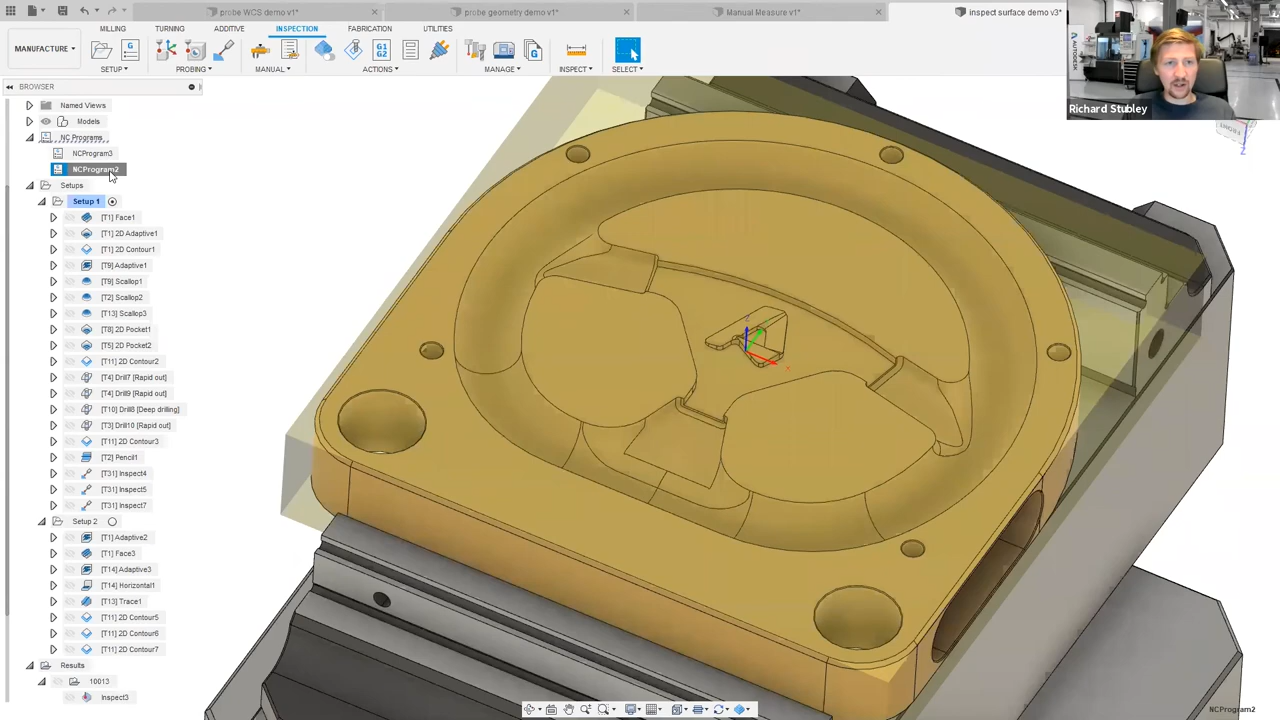 probe WCS demo v1*
probe geometry demo v1*
Manual Measure v1*
inspect surface demo v3*
MILLING
TURNING
ADDITIVE
INSPECTION
FABRICATION
UTILITIES
MANUFACTURE
G1
G2
SETUP
PROBING
MANUAL
ACTIONS
MANAGE
INSPECT
SELECT
AUTODESK
Richard Stubley
BROWSER
Named Views
Models
NC Programs
NCProgram3
NCProgram2
Setups
Setup 1
[T1] Face1
[T1] 2D Adaptive1
[T1] 2D Contour1
[T9] Adaptive1
[T9] Scallop1
[T2] Scallop2
[T13] Scallop3
[T8] 2D Pocket1
[T5] 2D Pocket2
[T11] 2D Contour2
[T4] Drill7 [Rapid out]
[T4] Drill9 [Rapid out]
[T10] Drill8 [Deep drilling]
[T3] Drill10 [Rapid out]
[T11] 2D Contour3
[T2] Pencil1
[T31] Inspect4
[T31] Inspect5
[T31] Inspect7
Setup 2
[T1] Adaptive2
[T1] Face3
[T14] Adaptive3
[T14] Horizontal1
[T13] Trace1
[T11] 2D Contour5
[T11] 2D Contour6
[T11] 2D Contour7
Results
10013
Inspect3
Z
X
Z
NCProgram2